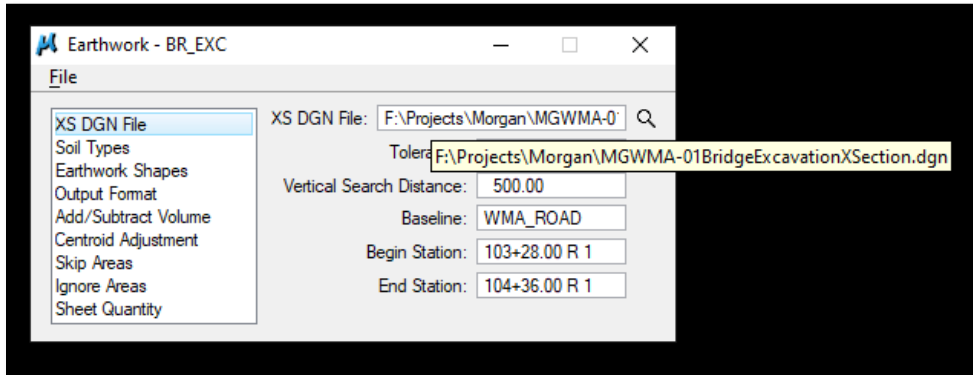 Earthwork - BR_EXC
File
XS DGN File
Soil Types
Earthwork Shapes
Output Format
Add/Subtract Volume
Centroid Adjustment
Skip Areas
Ignore Areas
Sheet Quantity
XS DGN File: F:\Projects\Morgan\MGWMA-0
Tolera
F:\Projects\Morgan\MGWMA-01BridgeExcavationXSection.dgn
Vertical Search Distance: 500.00
Baseline: WMA_ROAD
Begin Station: 103+28.00 R 1
End Station: 104+36.00 R 1